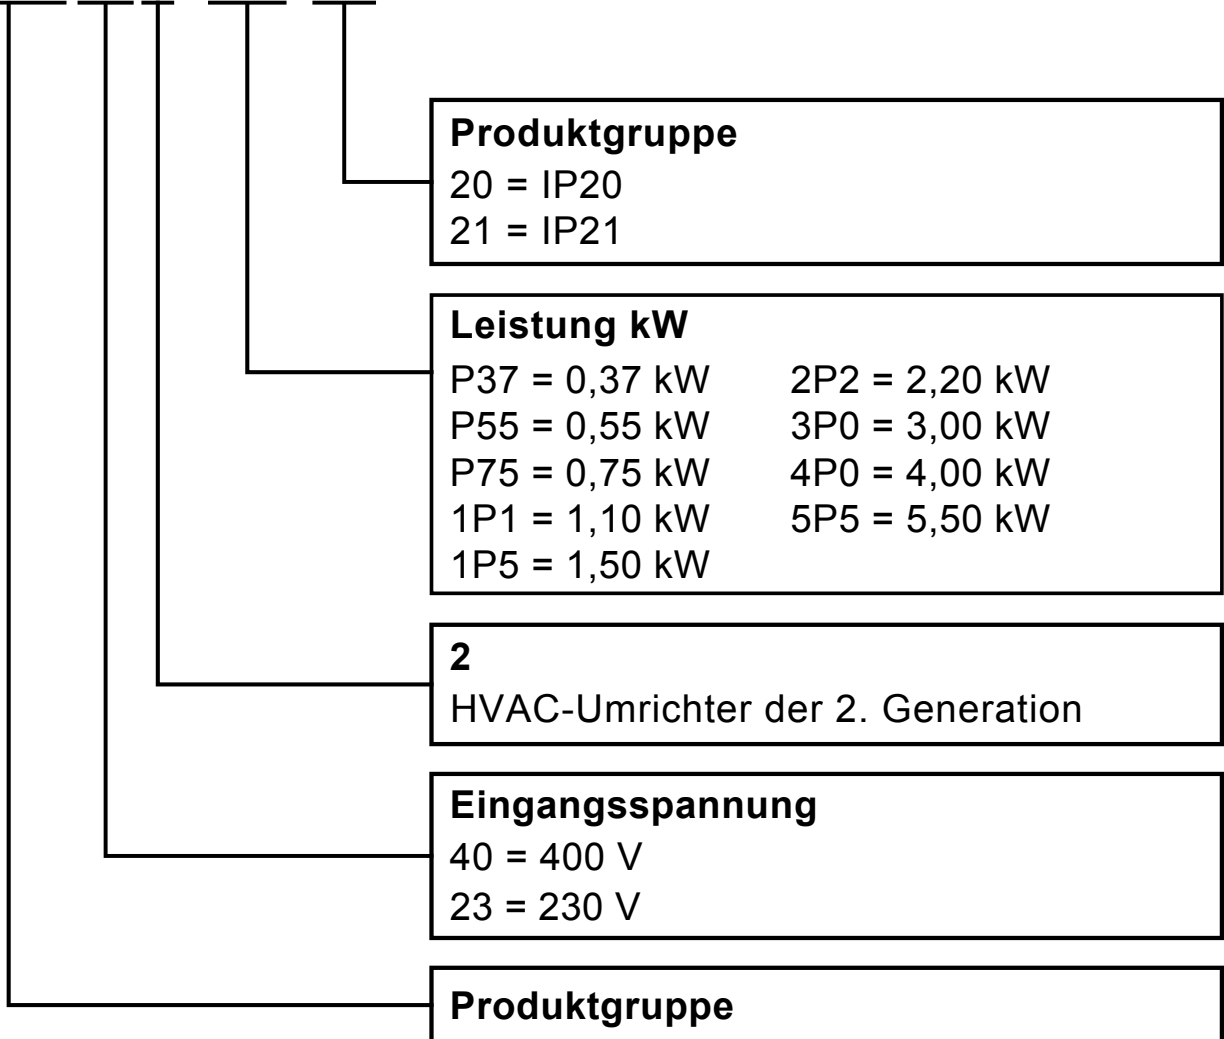 Produktgruppe
20 = IP20
21 = IP21
Leistung kW
P37 = 0,37 kW 2P2 = 2,20 kW
P55 = 0,55 kW 3P0 = 3,00 kW
P75 = 0,75 kW 4P0 = 4,00 kW
1P1 = 1,10 kW 5P5 = 5,50 kW
1P5 = 1,50 kW
2
HVAC-Umrichter der 2. Generation
Eingangsspannung
40 = 400 V
23 = 230 V
Produktgruppe